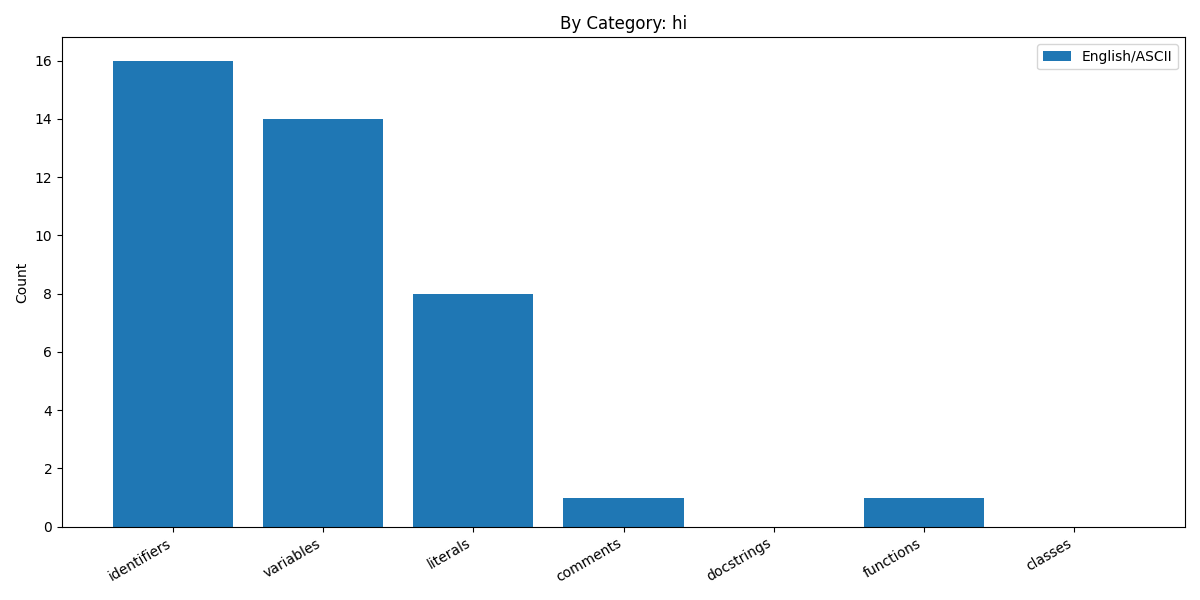 By Category: hi
English/ASCII
Count
16
14
12
10
8
6
4
2
0
identifiers
variables
literals
comments
docstrings
functions
classes